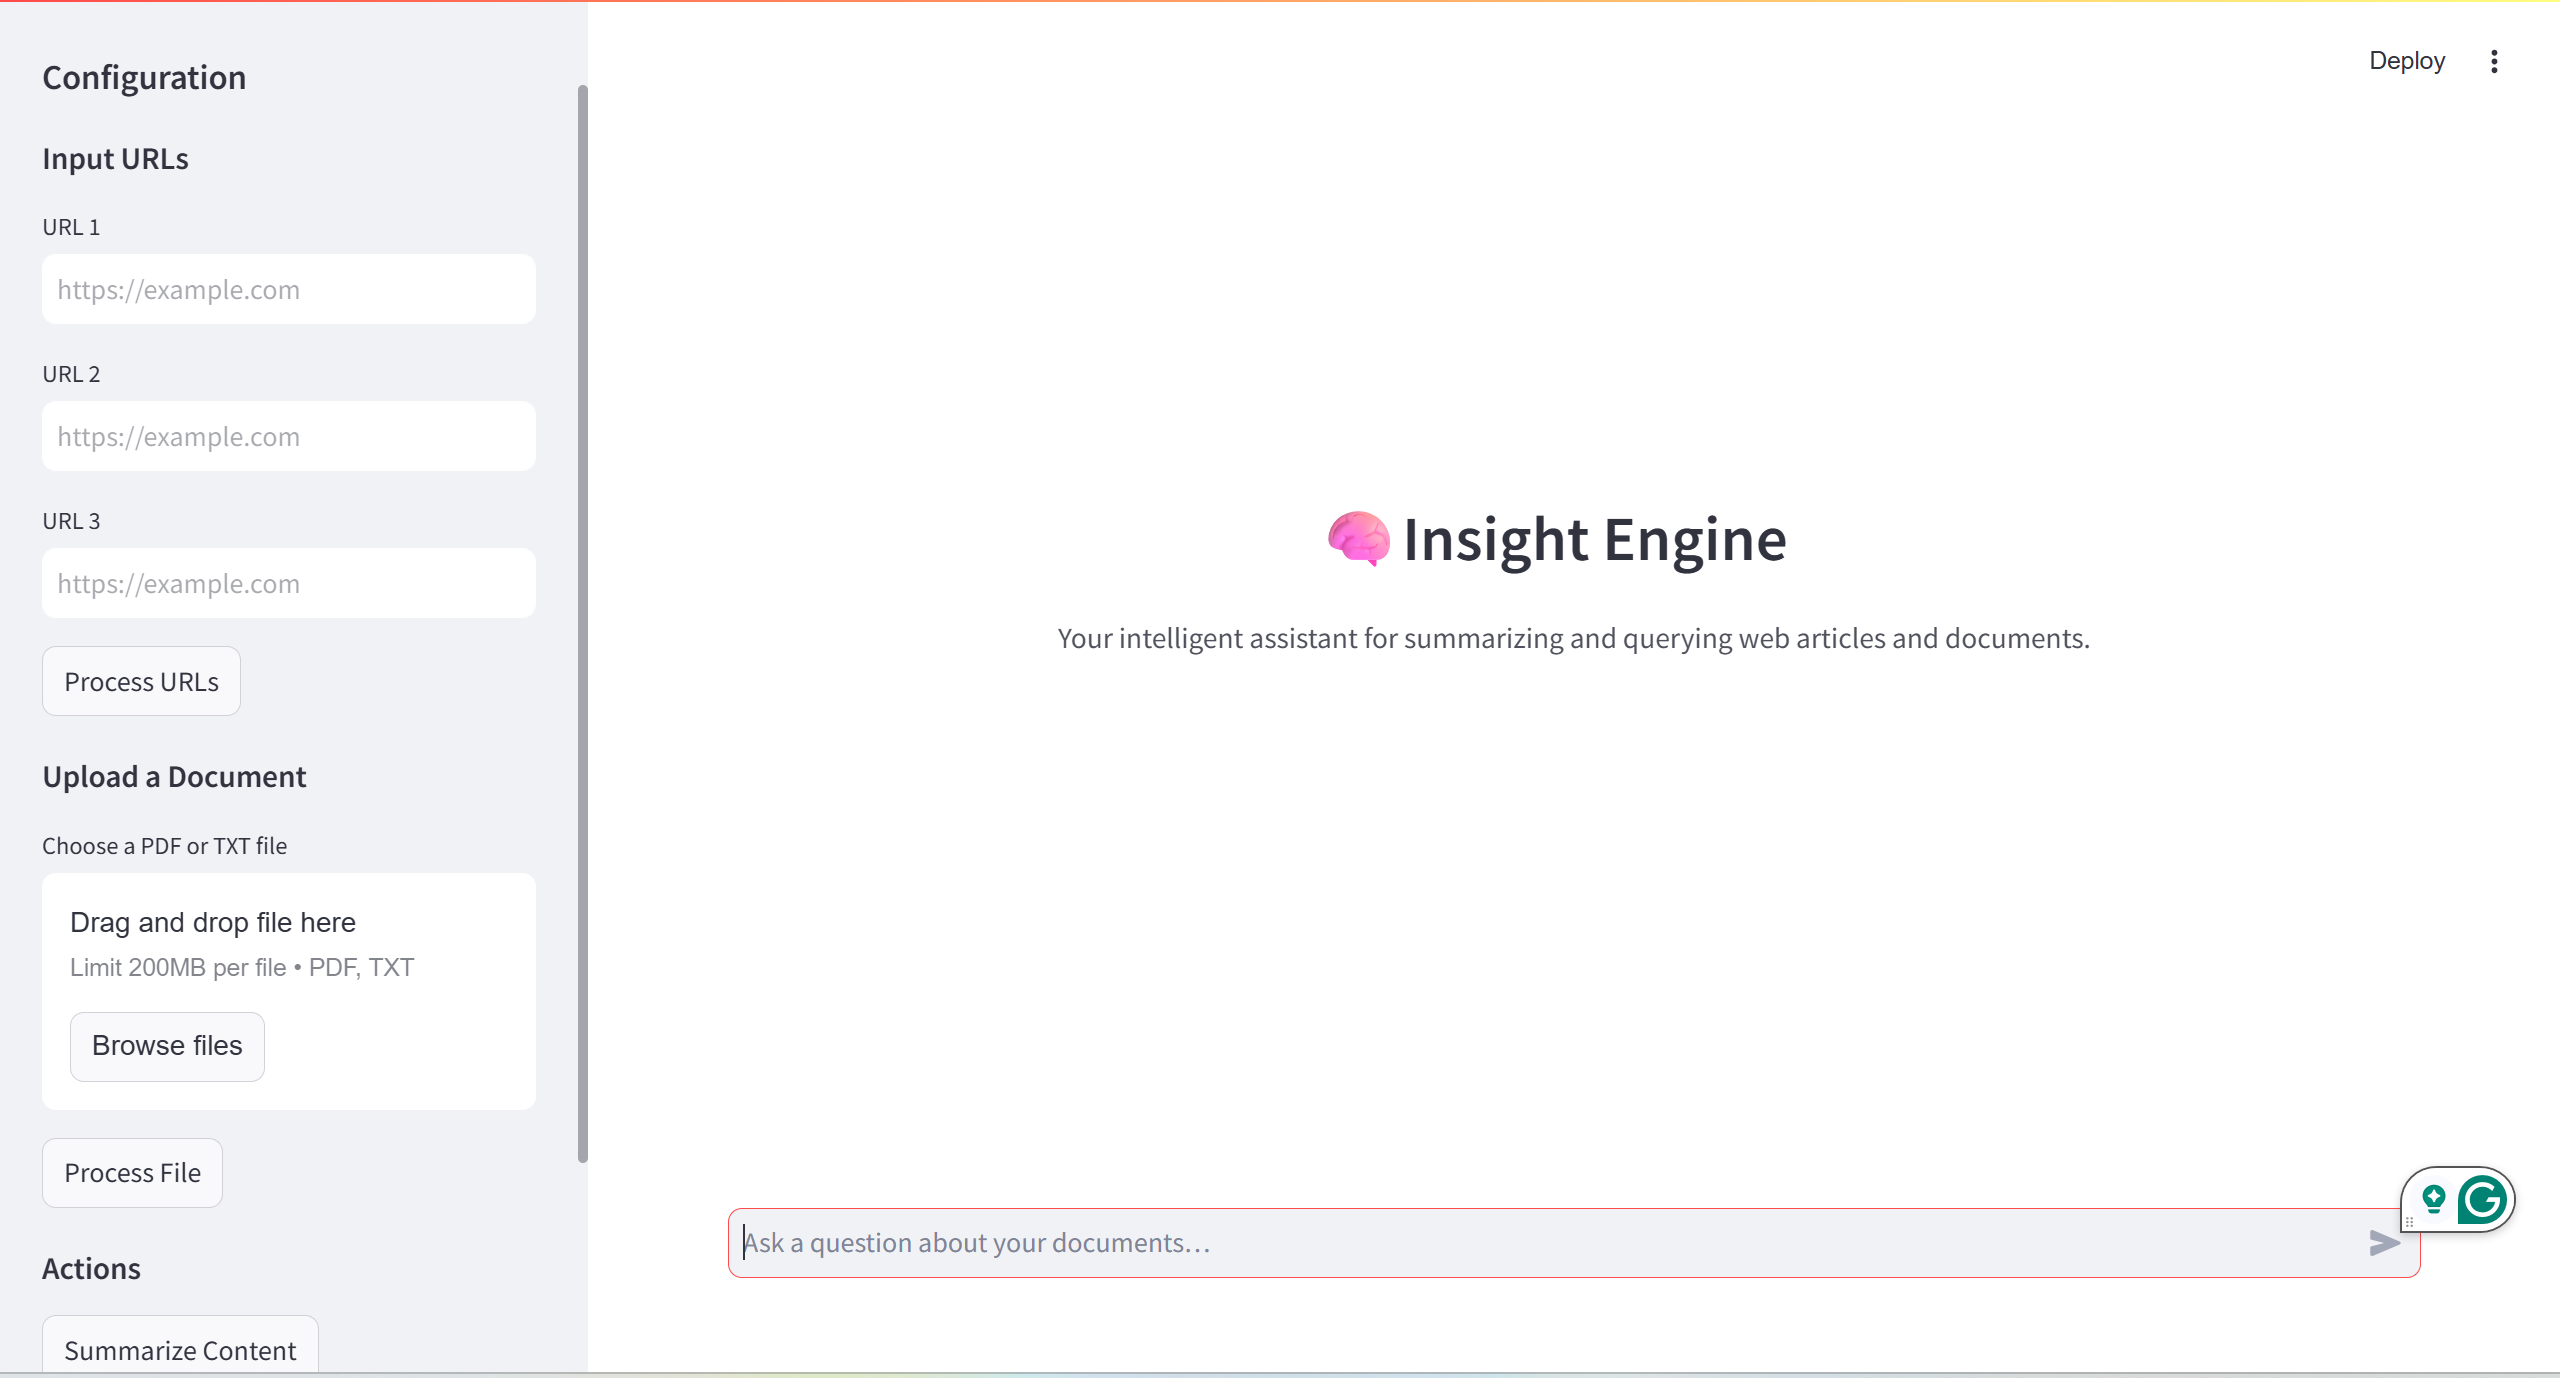 Configuration
Input URLs
URL 1
https://example.com
URL 2
https://example.com
URL 3
https://example.com
Process URLs
Upload a Document
Choose a PDF or TXT file
Drag and drop file here
Limit 200MB per file • PDF, TXT
Browse files
Process File
Actions
Summarize Content
Deploy
Insight Engine
Your intelligent assistant for summarizing and querying web articles and documents.
Ask a question about your documents...